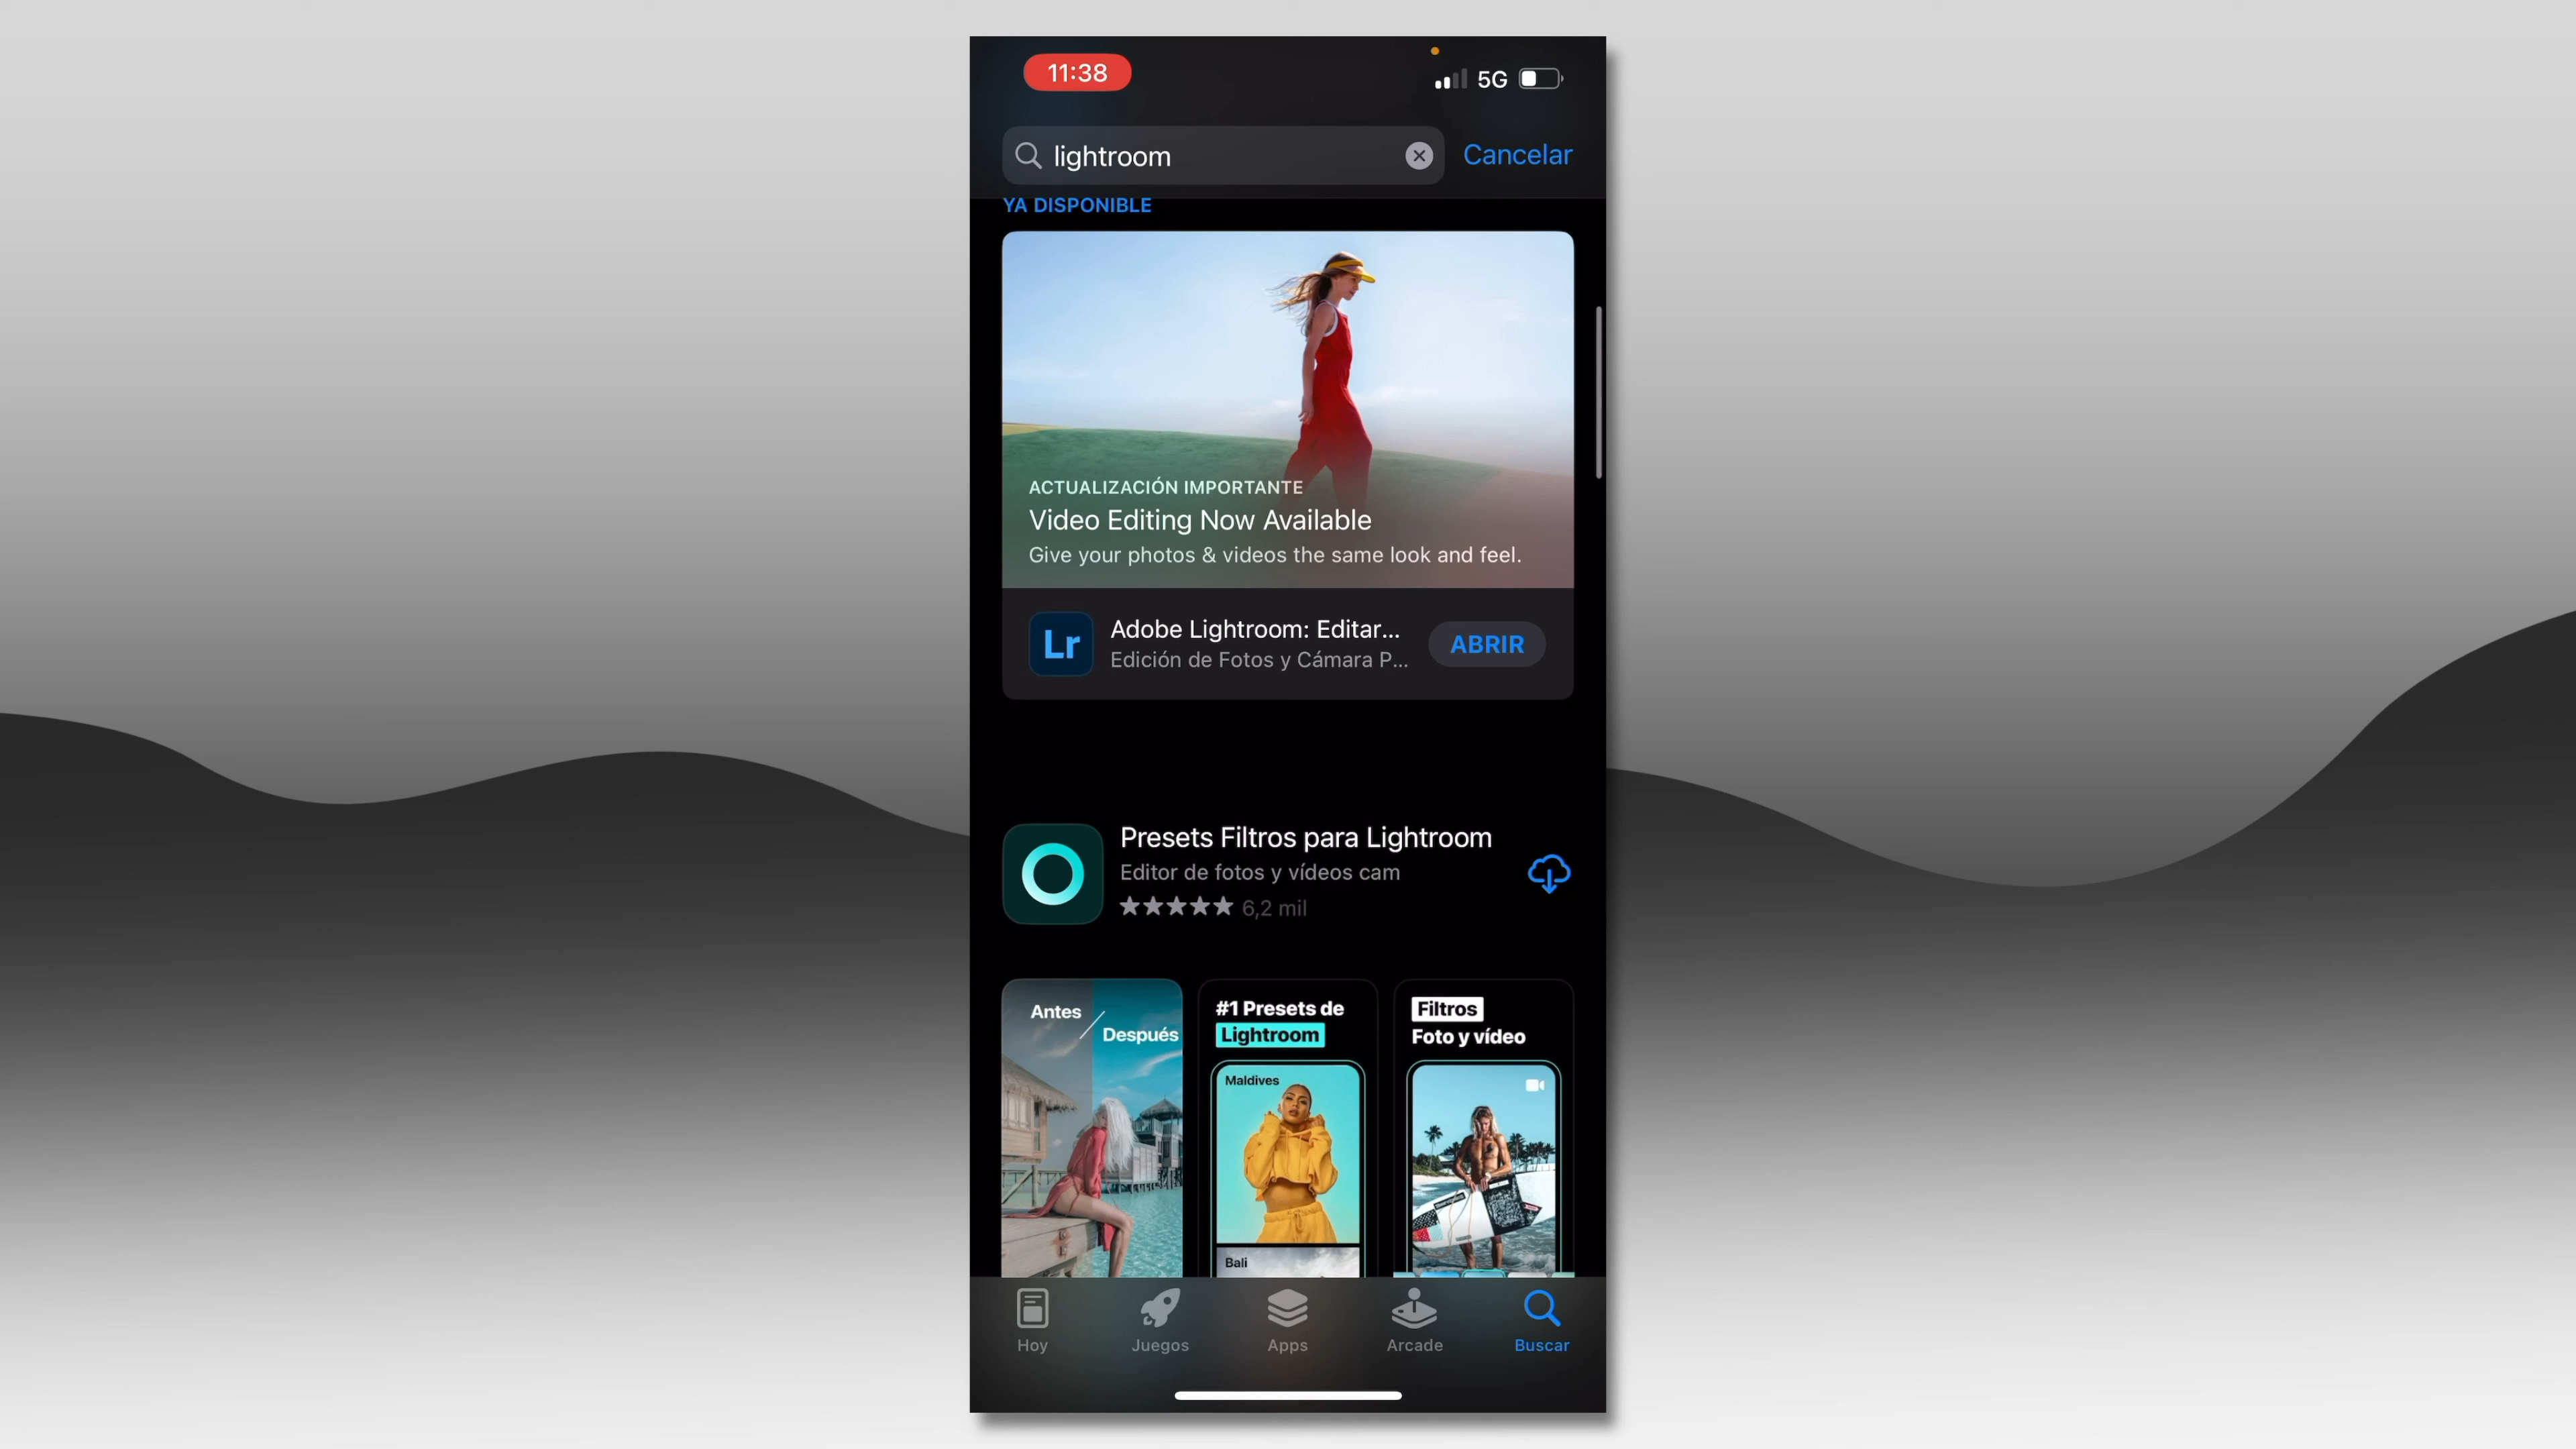 11:38
5G
lightroom
Cancelar
YA DISPONIBLE
ACTUALIZACIÓN IMPORTANTE
Video Editing Now Available
Give your photos & videos the same look and feel.
Lr
Adobe Lightroom: Editar...
Edición de Fotos y Cámara P...
ABRIR
Presets Filtros para Lightroom
Editor de fotos y vídeos cam
6,2 mil
Antes
Después
#1 Presets de
Lightroom
Maldives
Bali
Filtros
Foto y vídeo
Hoy
Juegos
Apps
Arcade
Buscar